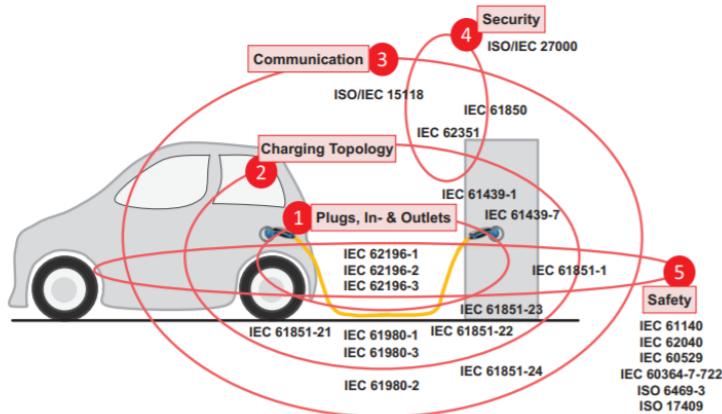 4 Security
ISO/IEC 27000
Communication 3
ISO/IEC 15118
IEC 61850
IEC 62351
Charging Topology
2
IEC 61439-1
1 Plugs, In- & Outlets
IEC 61439-7
IEC 62196-1
IEC 62196-2
IEC 62196-3
IEC 61851-1
5
Safety
IEC 61851-23
IEC 61851-21
IEC 61851-22
IEC 61980-1
IEC 61980-3
IEC 61851-24
IEC 61980-2
IEC 61140
IEC 62040
IEC 60529
IEC 60364-7-722
ISO 6469-3
ISO 17409